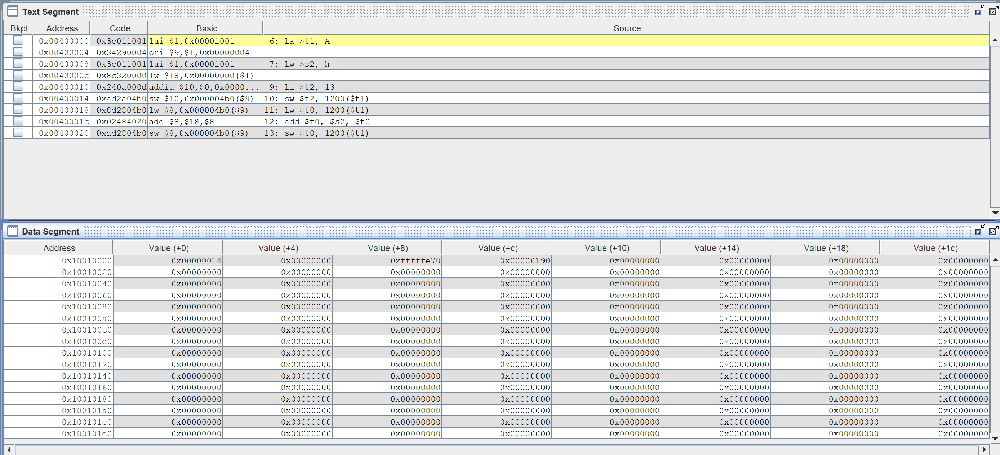 Text Segment
Bkpt Address Code Basic Source
0x00400000 0x3c011001 lui $1,0x00001001 6: la $t1, A
0x00400004 0x34290004 ori $9,$1,0x00000004
0x00400008 0x3c011001 lui $1,0x00001001 7: lw $s2, h
0x0040000c 0x8c320000 lw $18,0x00000000($1)
0x00400010 0x240a000d addiu $10,$0,0x0000... 9: li $t2, 13
0x00400014 0xad2a04b0 sw $10,0x000004b0($9) 10: sw $t2, 1200($t1)
0x00400018 0x8d2804b0 lw $8,0x000004b0($9) 11: lw $t0, 1200($t1)
0x0040001c 0x02484020 add $8,$18,$8 12: add $t0, $s2, $t0
0x00400020 0xad2804b0 sw $8,0x000004b0($9) 13: sw $t0, 1200($t1)
Data Segment
Address Value (+0) Value (+4) Value (+8) Value (+c) Value (+10) Value (+14) Value (+18) Value (+1c)
0x10010000 0x00000014 0x00000000 0xfffffe70 0x00000190 0x00000000 0x00000000 0x00000000 0x00000000
0x10010020 0x00000000 0x00000000 0x00000000 0x00000000 0x00000000 0x00000000 0x00000000 0x00000000
0x10010040 0x00000000 0x00000000 0x00000000 0x00000000 0x00000000 0x00000000 0x00000000 0x00000000
0x10010060 0x00000000 0x00000000 0x00000000 0x00000000 0x00000000 0x00000000 0x00000000 0x00000000
0x10010080 0x00000000 0x00000000 0x00000000 0x00000000 0x00000000 0x00000000 0x00000000 0x00000000
0x100100a0 0x00000000 0x00000000 0x00000000 0x00000000 0x00000000 0x00000000 0x00000000 0x00000000
0x100100c0 0x00000000 0x00000000 0x00000000 0x00000000 0x00000000 0x00000000 0x00000000 0x00000000
0x100100e0 0x00000000 0x00000000 0x00000000 0x00000000 0x00000000 0x00000000 0x00000000 0x00000000
0x10010100 0x00000000 0x00000000 0x00000000 0x00000000 0x00000000 0x00000000 0x00000000 0x00000000
0x10010120 0x00000000 0x00000000 0x00000000 0x00000000 0x00000000 0x00000000 0x00000000 0x00000000
0x10010140 0x00000000 0x00000000 0x00000000 0x00000000 0x00000000 0x00000000 0x00000000 0x00000000
0x10010160 0x00000000 0x00000000 0x00000000 0x00000000 0x00000000 0x00000000 0x00000000 0x00000000
0x10010180 0x00000000 0x00000000 0x00000000 0x00000000 0x00000000 0x00000000 0x00000000 0x00000000
0x100101a0 0x00000000 0x00000000 0x00000000 0x00000000 0x00000000 0x00000000 0x00000000 0x00000000
0x100101c0 0x00000000 0x00000000 0x00000000 0x00000000 0x00000000 0x00000000 0x00000000 0x00000000
0x100101e0 0x00000000 0x00000000 0x00000000 0x00000000 0x00000000 0x00000000 0x00000000 0x00000000